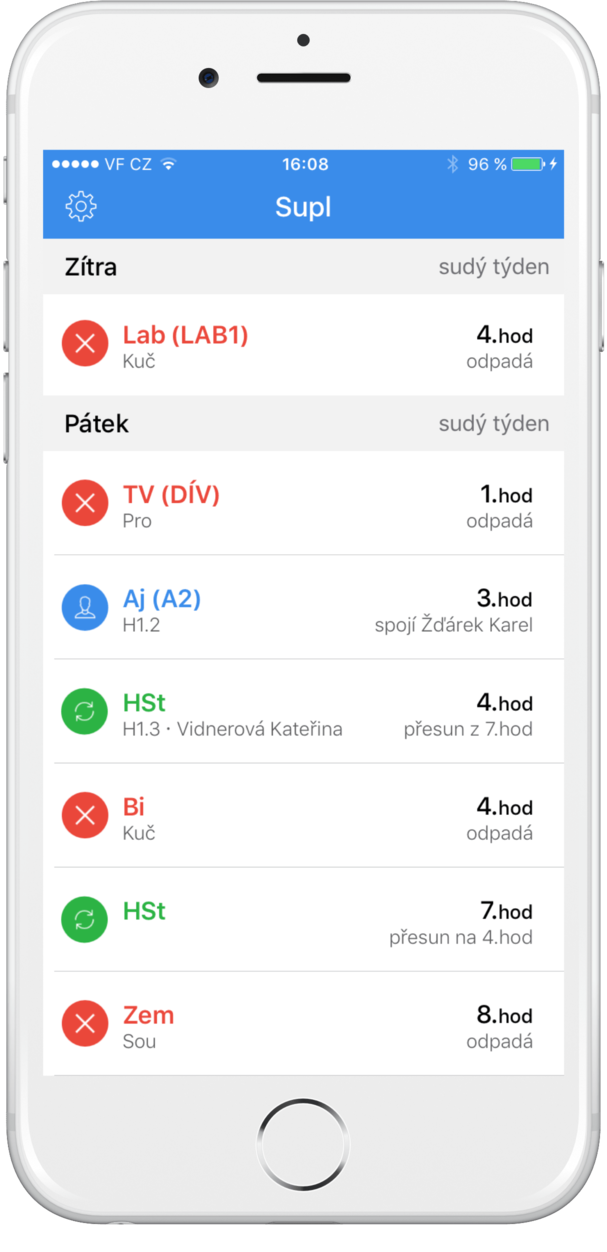 VF CZ 16:08 96 %
Supl
Zítra sudý týden
Lab (LAB1) 4.hod
Kuč odpadá
Pátek sudý týden
TV (DÍV) 1.hod
Pro odpadá
Aj (A2) 3.hod
H1.2 spojí Žďárek Karel
HSt 4.hod
H1.3 · Vidnerová Kateřina přesun z 7.hod
Bi 4.hod
Kuč odpadá
HSt 7.hod
přesun na 4.hod
Zem 8.hod
Sou odpadá